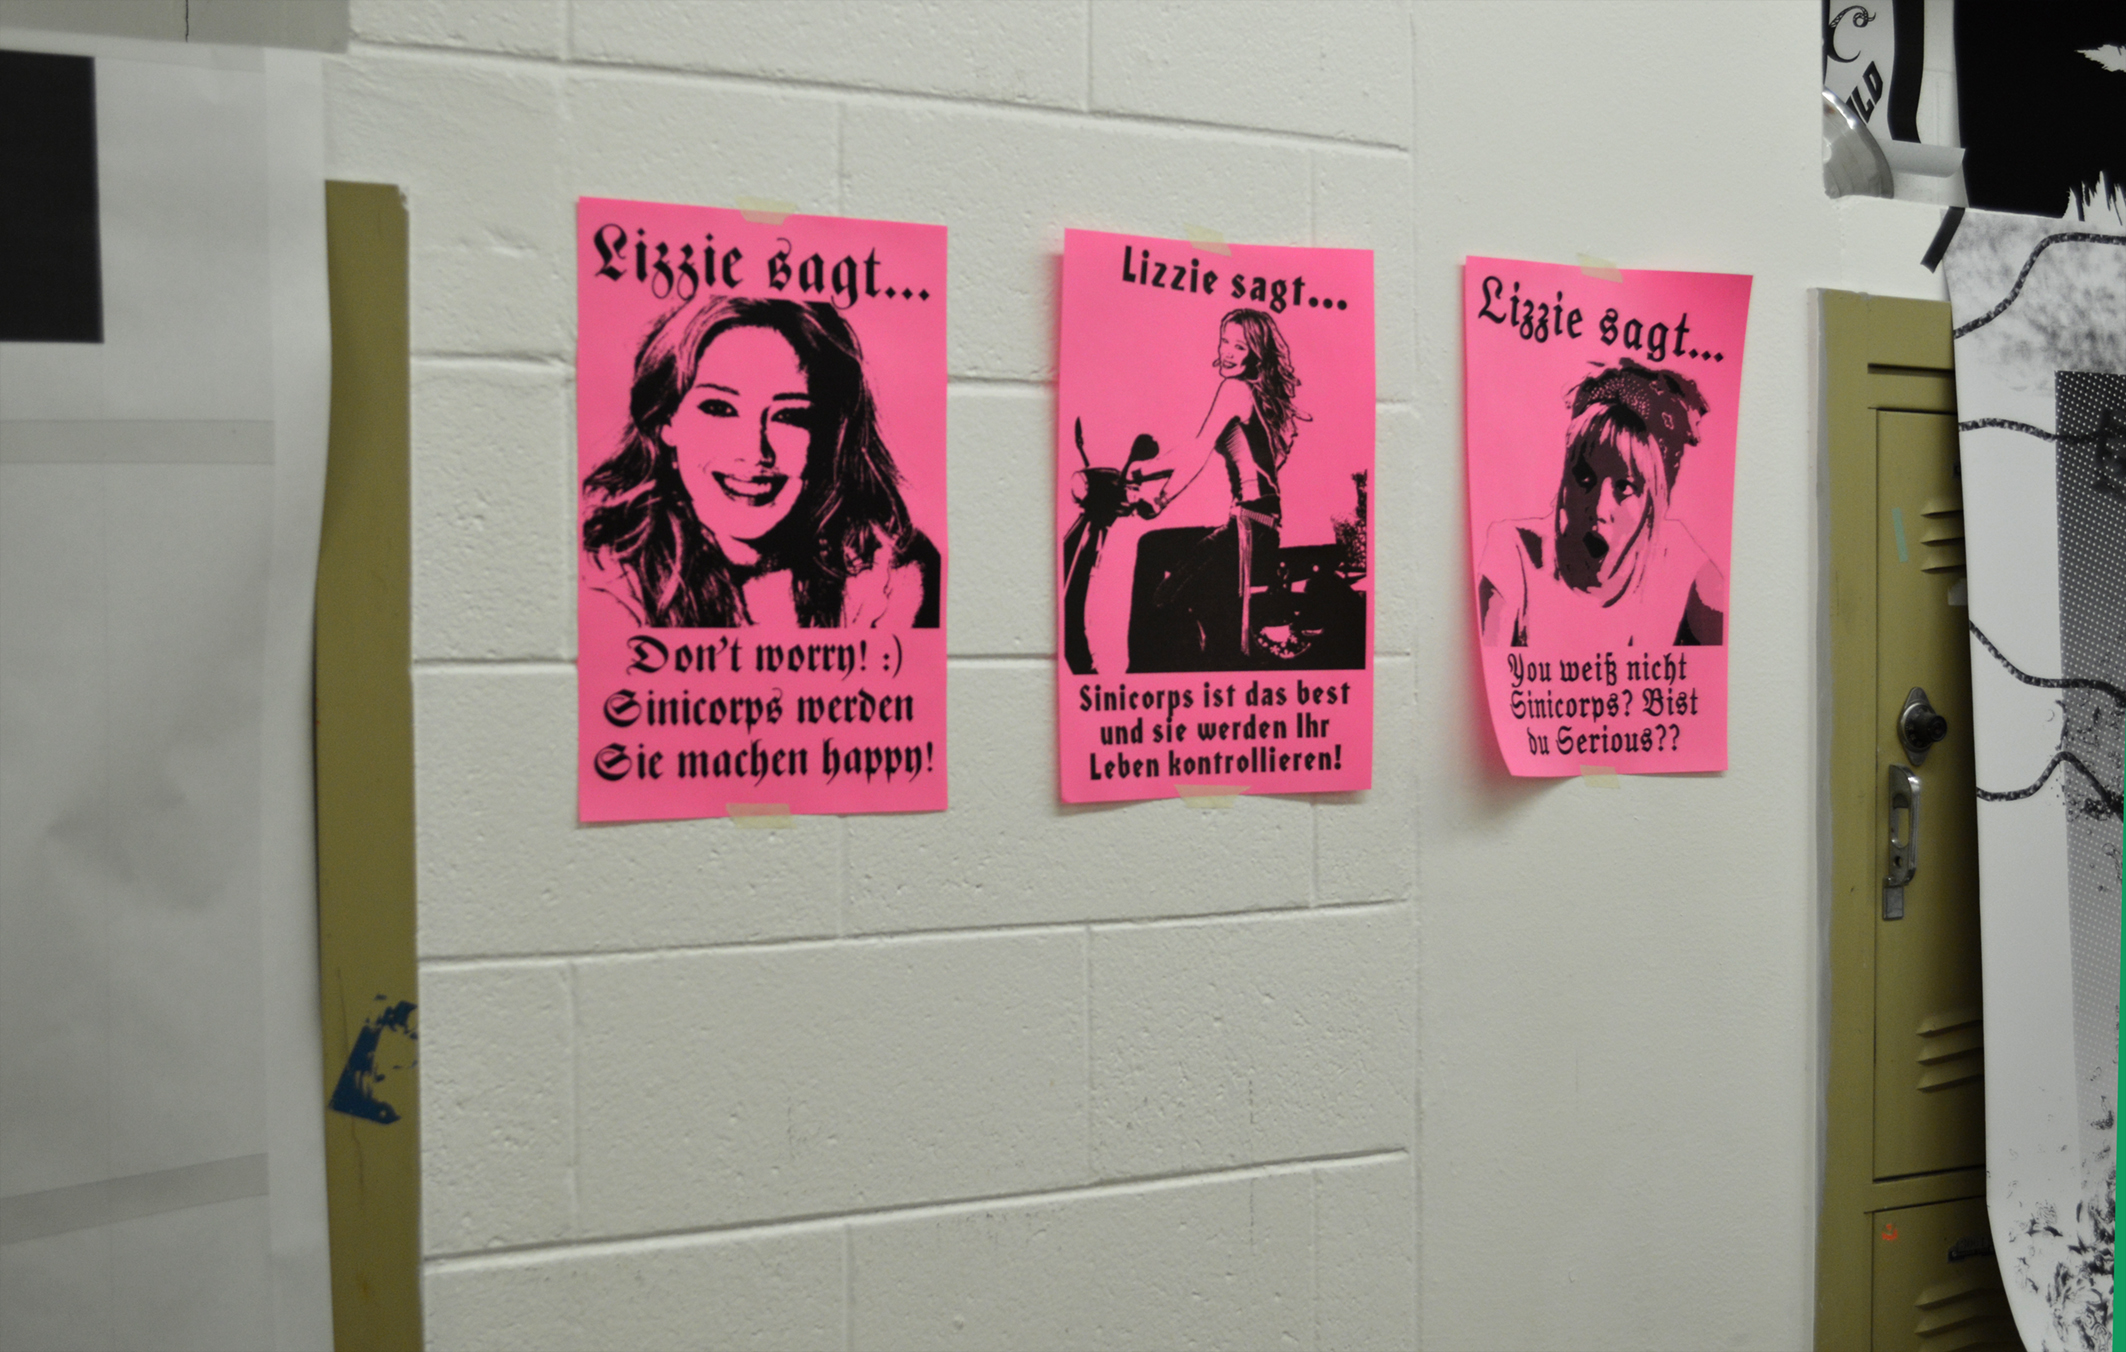 Lizzie sagt...
Don't worry! :)
Sinicorps werden
Sie machen happy!
Lizzie sagt...
Sinicorps ist das best
und sie werden Ihr
Leben kontrollieren!
Lizzie sagt...
You weiß nicht
Sinicorps? Bist
du Serious??